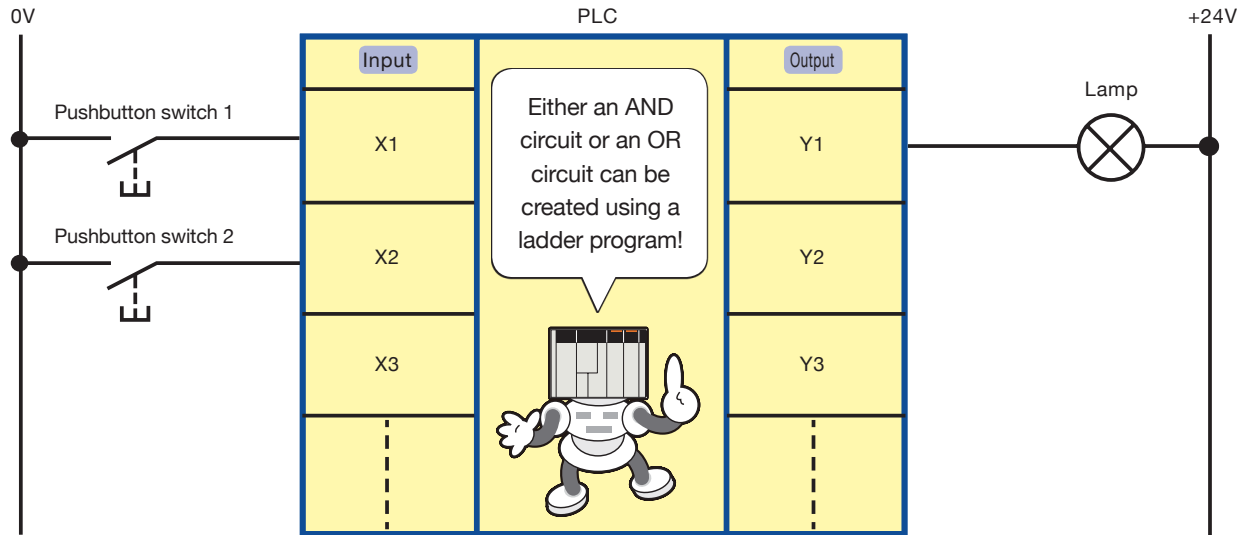 0V
PLC
+24V
Input
Output
Lamp
Pushbutton switch 1
X1
Either an AND
circuit or an OR
circuit can be
created using a
ladder program!
Y1
Pushbutton switch 2
X2
Y2
X3
Y3